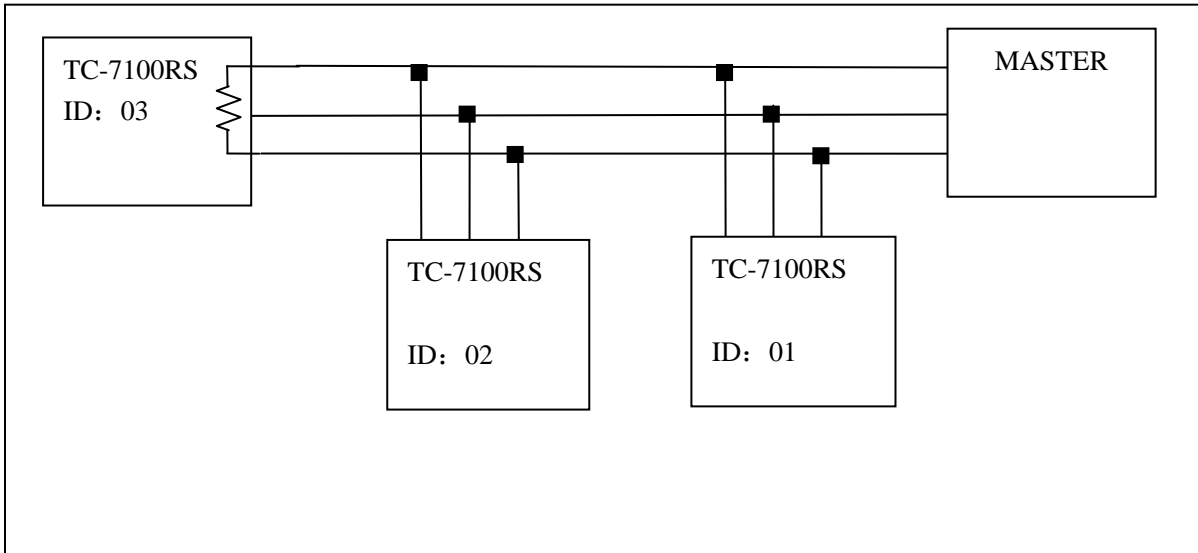 TC-7100RS
ID：03
MASTER
TC-7100RS
ID：02
TC-7100RS
ID：01